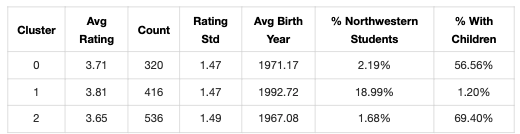 Cluster Avg Rating Count Rating Std Avg Birth Year % Northwestern Students % With Children
0 3.71 320 1.47 1971.17 2.19% 56.56%
1 3.81 416 1.47 1992.72 18.99% 1.20%
2 3.65 536 1.49 1967.08 1.68% 69.40%